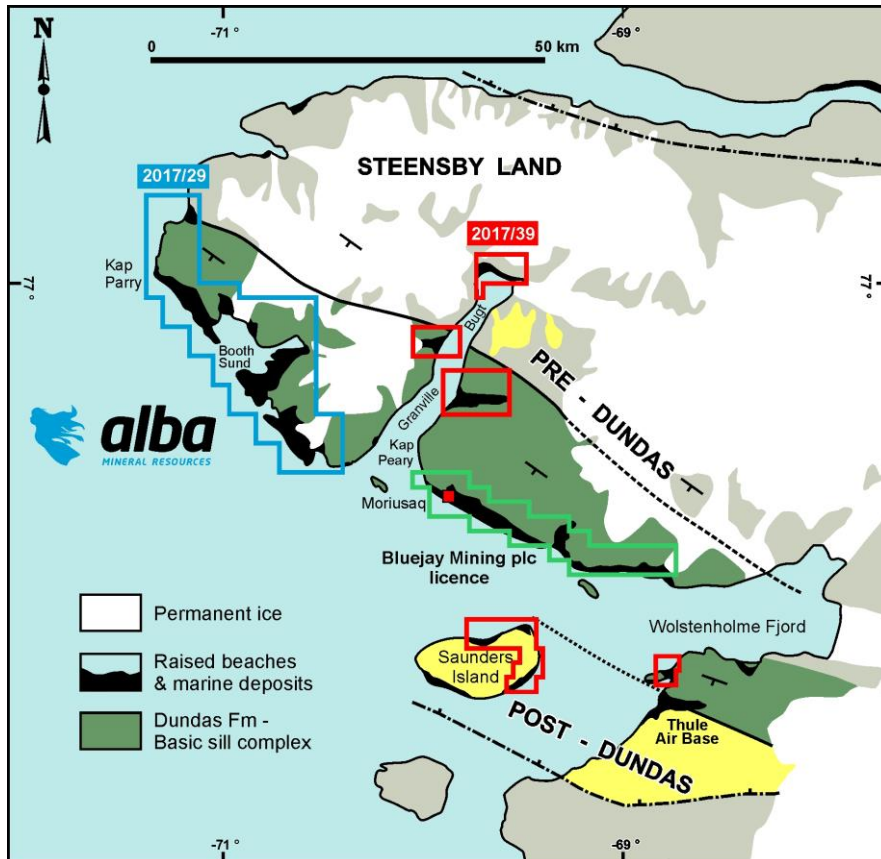 N
-71
-69
0
50 km
STEENSBY LAND
2017/29
2017/39
77°
77°
Kap
Parry
Bugt
Booth
Sund
PRE - DUNDAS
Granville
alba
MINERAL RESOURCES
Kap
Peary
Moriusaq
Bluejay Mining plc
licence
Permanent ice
Wolstenholme Fjord
Raised beaches
& marine deposits
Saunders
Island
POST - DUNDAS
Thule
Air Base
Dundas Fm -
Basic sill complex
-71°
-69°